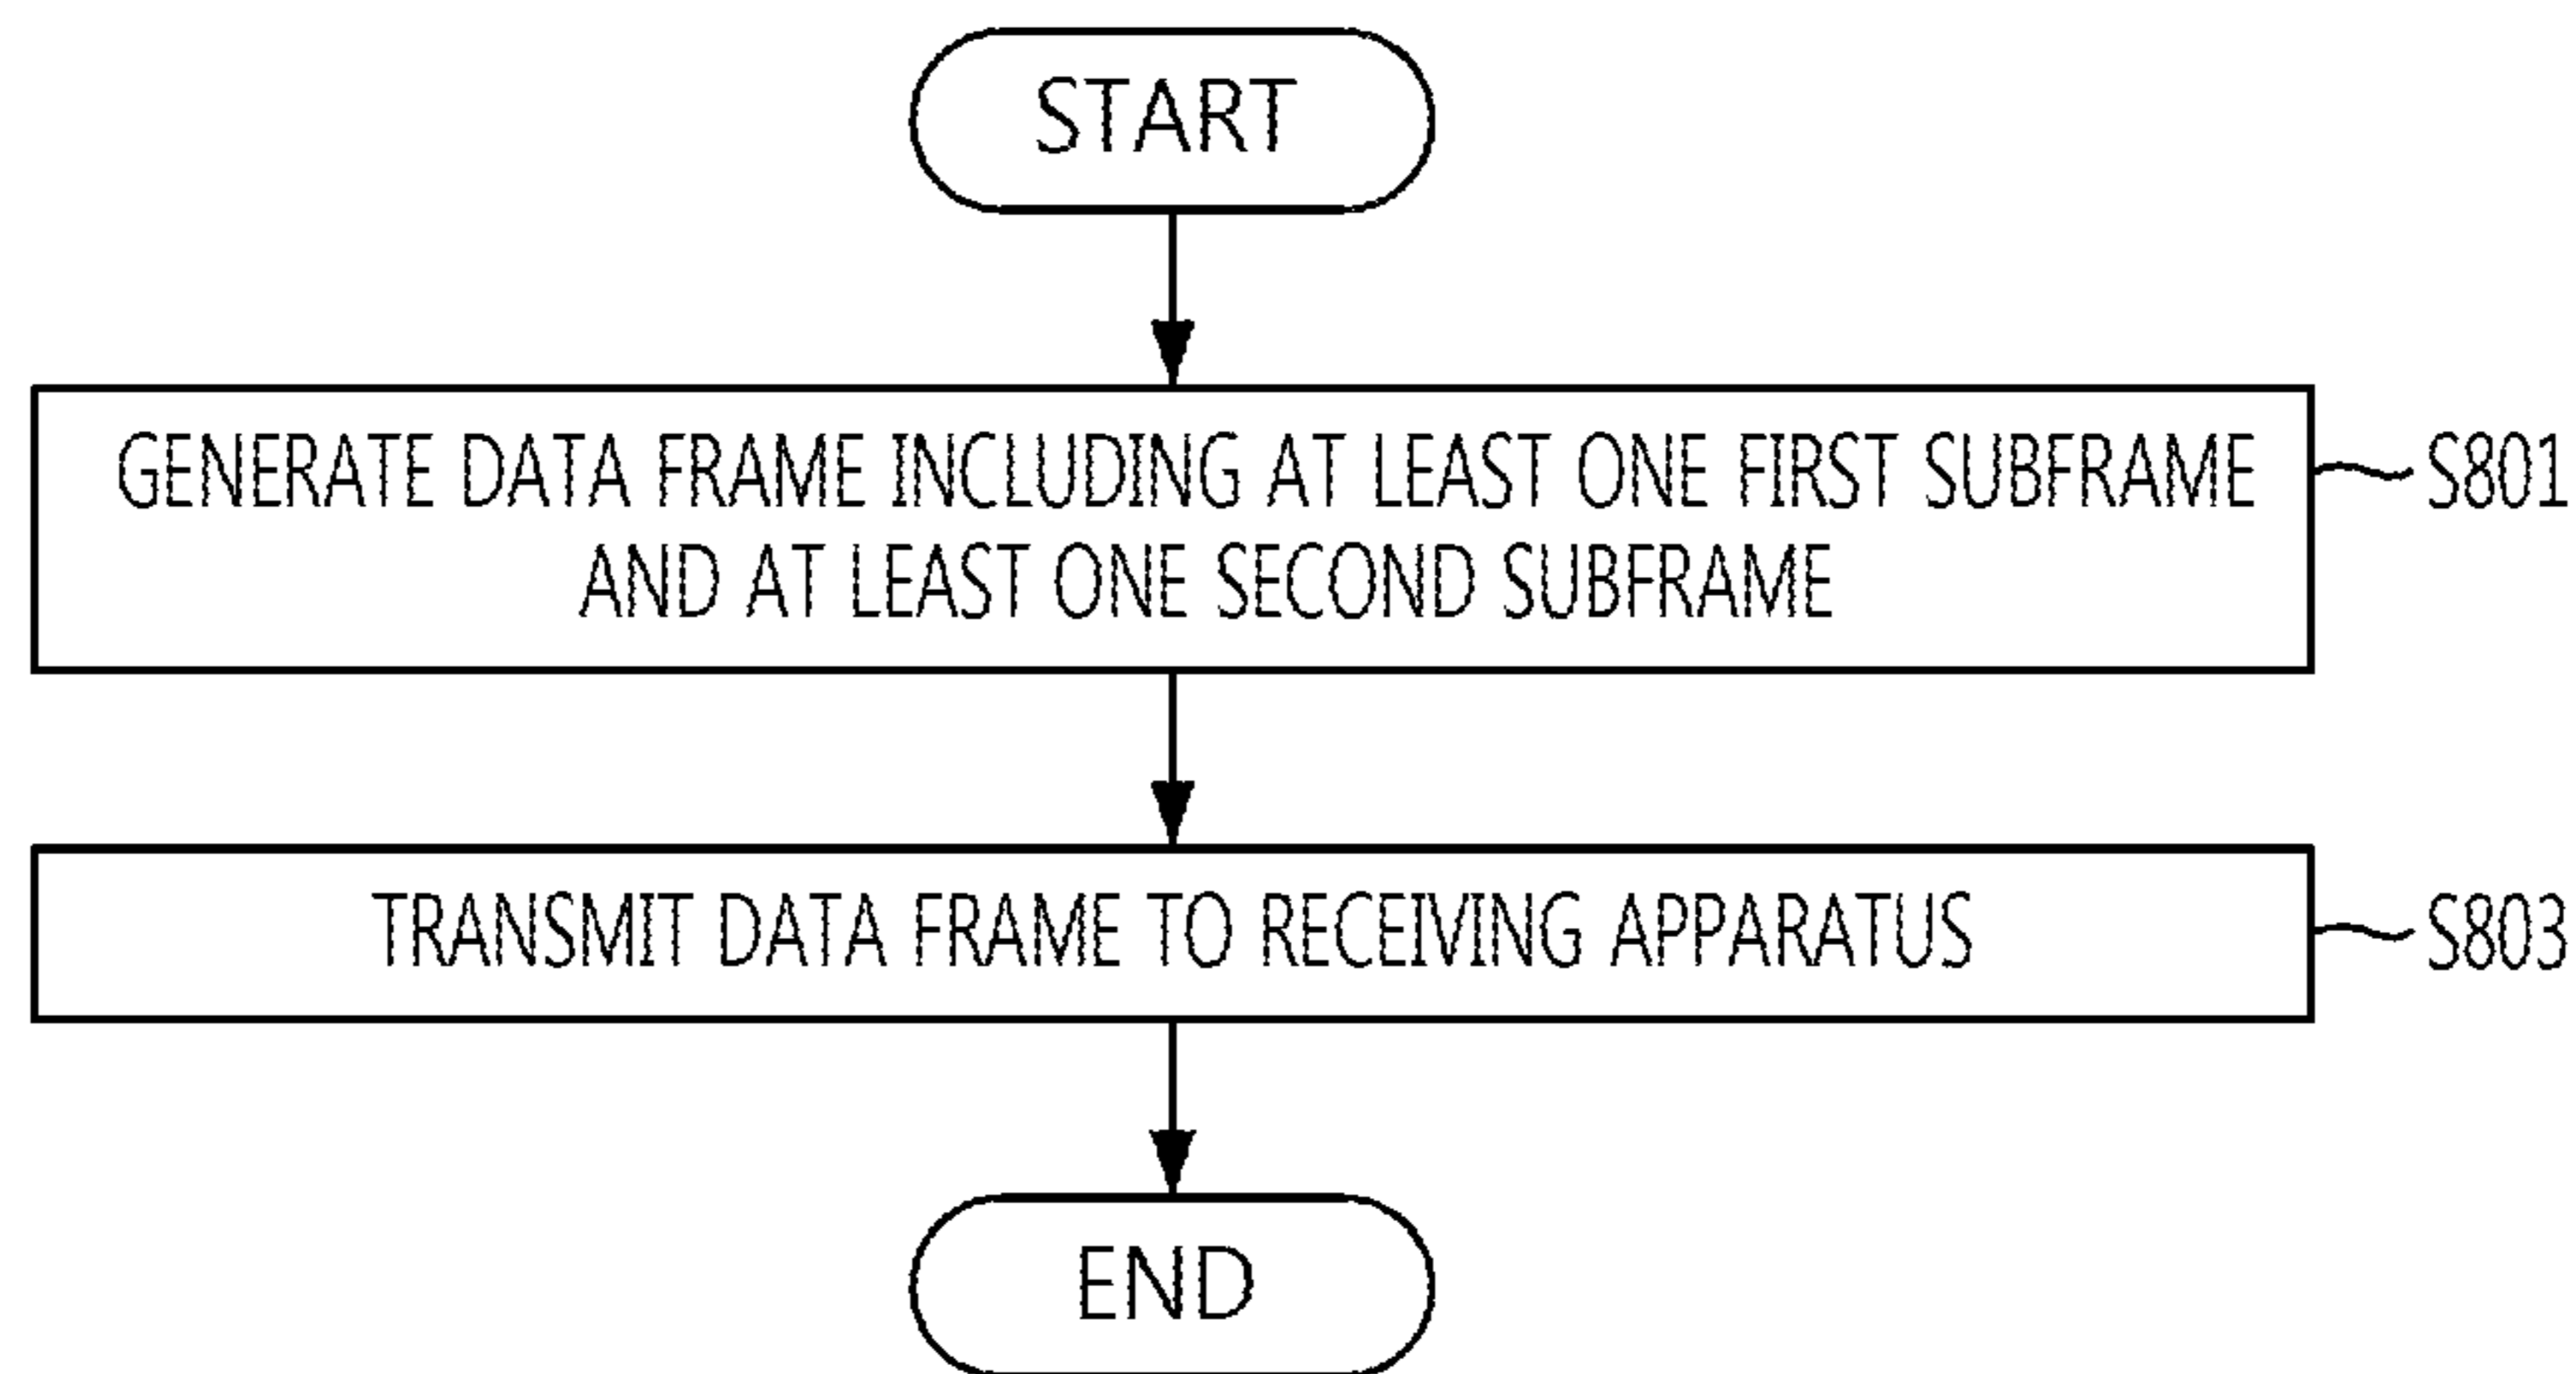 START
GENERATE DATA FRAME INCLUDING AT LEAST ONE FIRST SUBFRAME
AND AT LEAST ONE SECOND SUBFRAME
S801
TRANSMIT DATA FRAME TO RECEIVING APPARATUS
S803
END